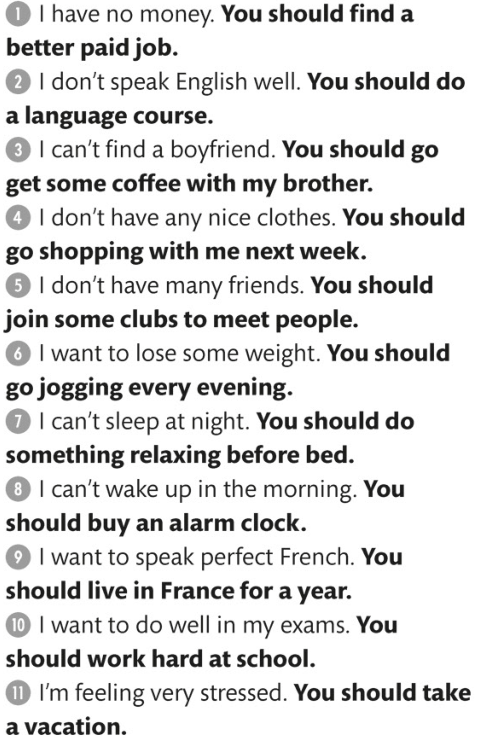 1 I have no money. You should find a
better paid job.
2 I don't speak English well. You should do
a language course.
3 I can't find a boyfriend. You should go
get some coffee with my brother.
4 I don't have any nice clothes. You should
go shopping with me next week.
5 I don't have many friends. You should
join some clubs to meet people.
6 I want to lose some weight. You should
go jogging every evening.
7 I can't sleep at night. You should do
something relaxing before bed.
8 I can't wake up in the morning. You
should buy an alarm clock.
9 I want to speak perfect French. You
should live in France for a year.
10 I want to do well in my exams. You
should work hard at school.
11 I'm feeling very stressed. You should take
a vacation.